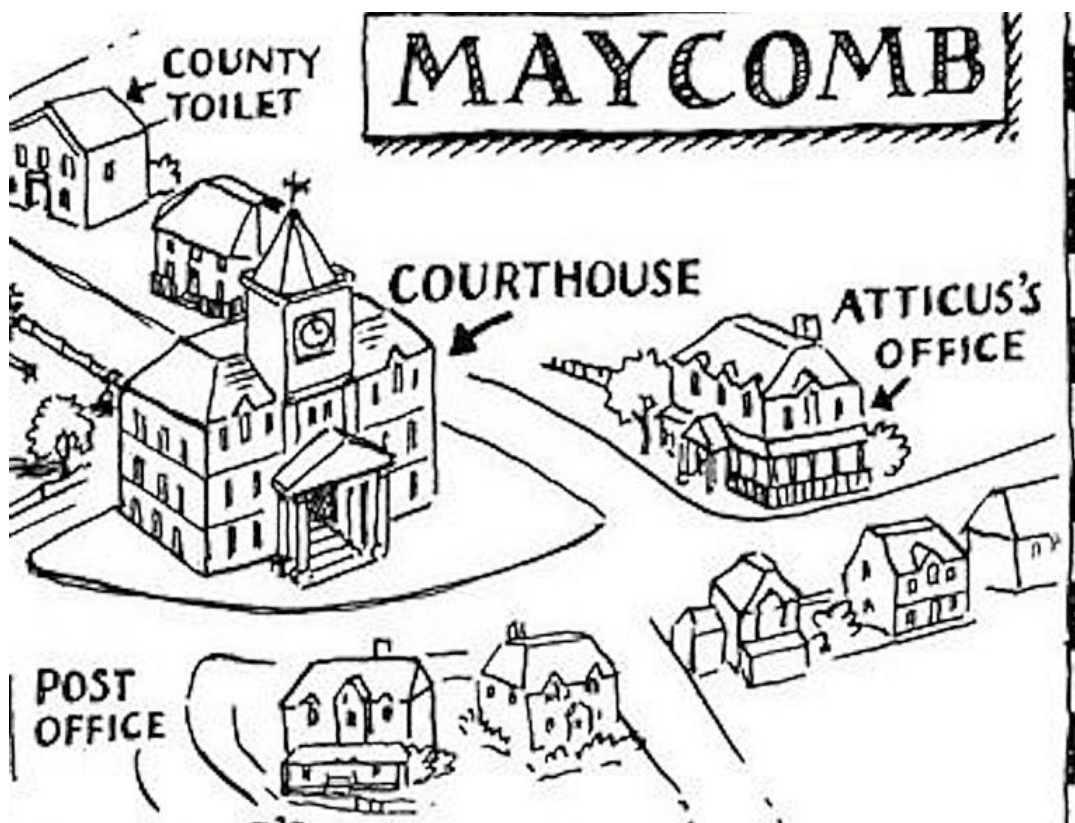 MAYCOMB
COUNTY
TOILET
COURTHOUSE
ATTICUS'S
OFFICE
POST
OFFICE